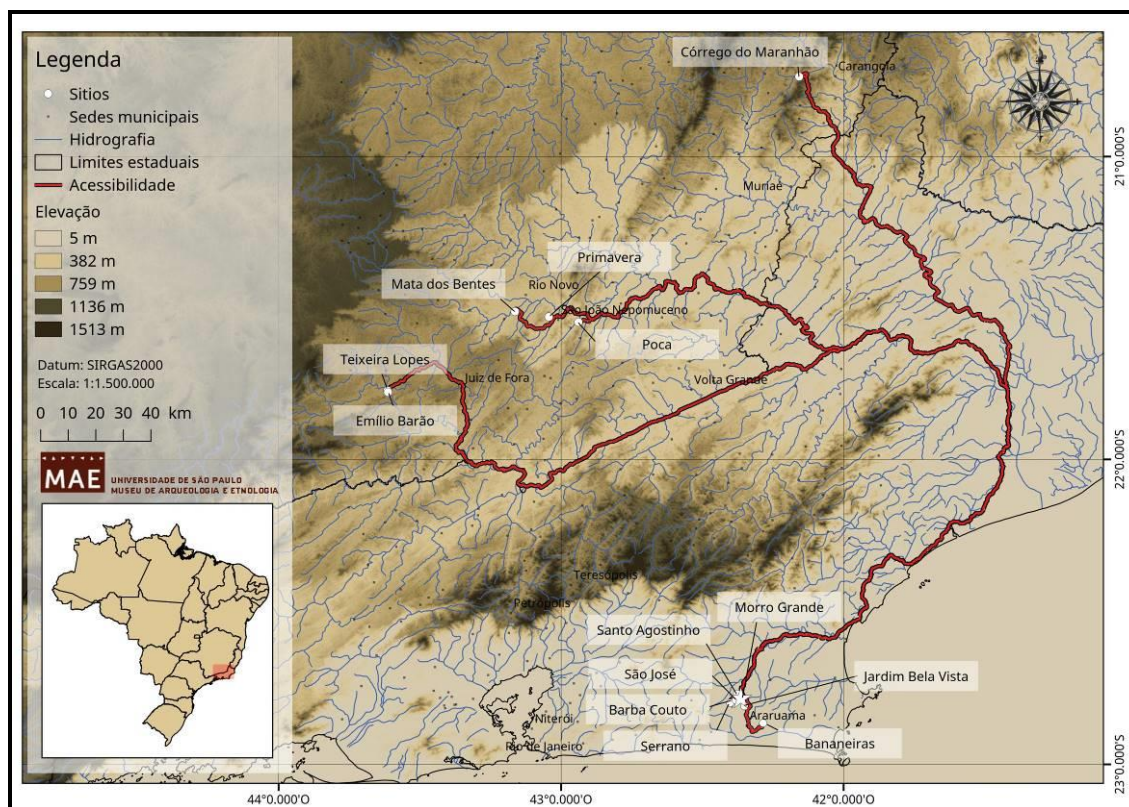 Legenda
Sitios
Sedes municipais
Hidrografia
Limites estaduais
Acessibilidade
Elevação
5 m
382 m
759 m
1136 m
1513 m
Datum: SIRGAS2000
Escala: 1:1.500.000
0 10 20 30 40 km
MAE UNIVERSIDADE DE SÃO PAULO
MUSEU DE ARQUEOLOGIA E ETNOLOGIA
Córrego do Maranhão
Carangola
Muriaé
Primavera
Mata dos Bentes
Rio Novo
São João Nepomuceno
Poca
Teixeira Lopes
Juiz de Fora
Volta Grande
Emílio Barão
Teresópolis
Petrópolis
Morro Grande
Santo Agostinho
São José
Jardim Bela Vista
Barba Couto
Araruama
Niterói
Rio de Janeiro
Serrano
Bananeiras
21°0.000'S
22°0.000'S
23°0.000'S
44°0.000'O
43°0.000'O
42°0.000'O